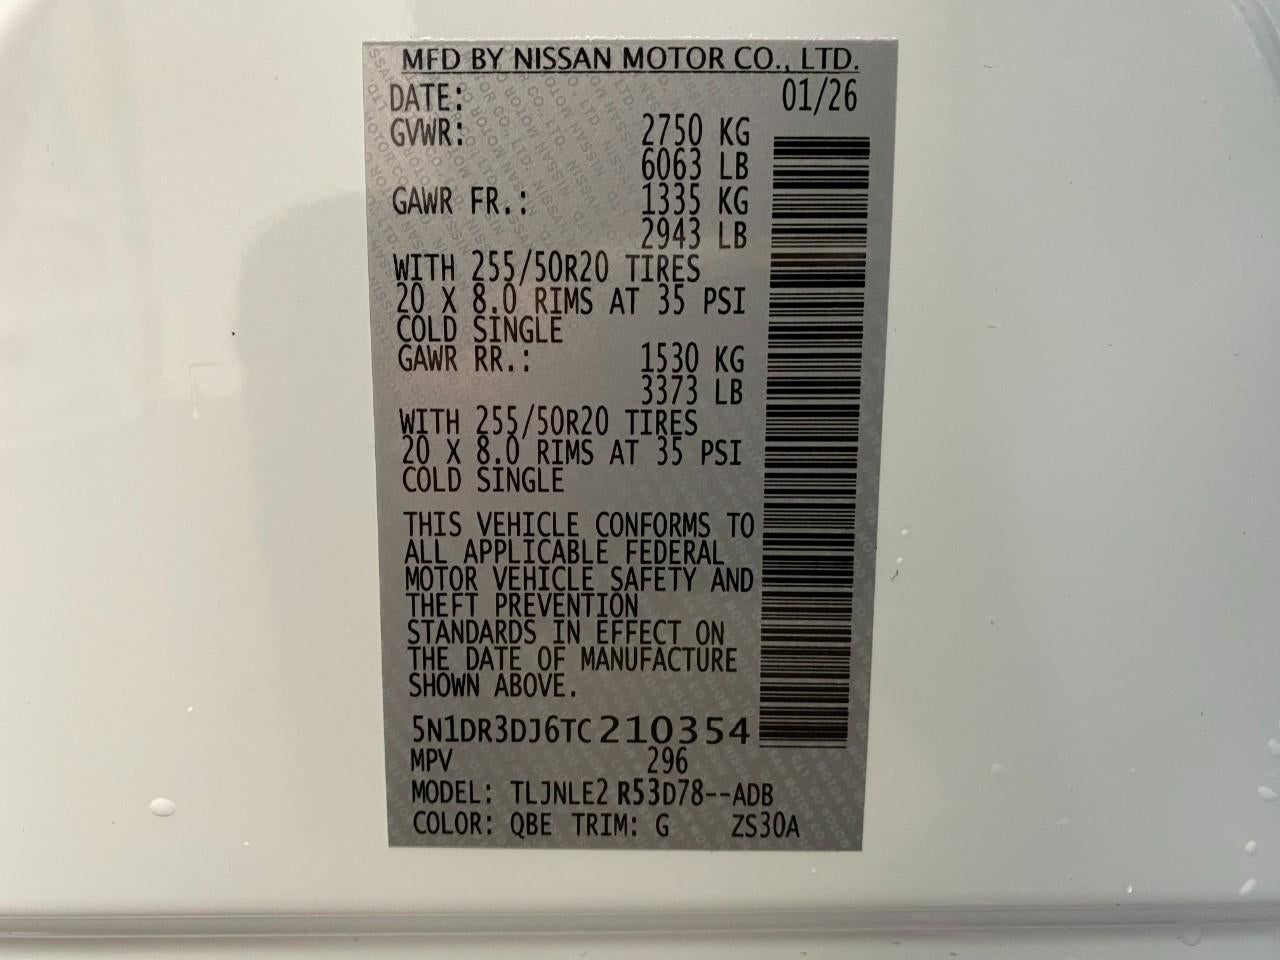 MFD BY NISSAN MOTOR CO., LTD.
DATE: 01/26
GVWR: 2750 KG
6063 LB
GAWR FR.: 1335 KG
2943 LB
WITH 255/50R20 TIRES
20 X 8.0 RIMS AT 35 PSI
COLD SINGLE
GAWR RR.: 1530 KG
3373 LB
WITH 255/50R20 TIRES
20 X 8.0 RIMS AT 35 PSI
COLD SINGLE
THIS VEHICLE CONFORMS TO
ALL APPLICABLE FEDERAL
MOTOR VEHICLE SAFETY AND
THEFT PREVENTION
STANDARDS IN EFFECT ON
THE DATE OF MANUFACTURE
SHOWN ABOVE.
5N1DR3DJ6TC210354
MPV 296
MODEL: TLJNLE2 R53D78--ADB
COLOR: QBE TRIM: G ZS30A